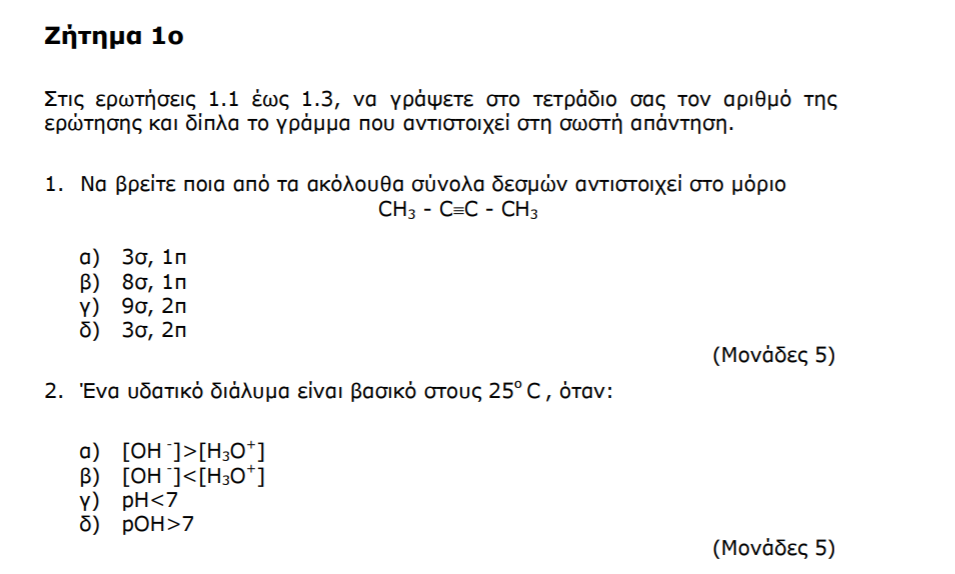 Ζήτημα 1ο
Στις ερωτήσεις 1.1 έως 1.3, να γράψετε στο τετράδιο σας τον αριθμό της
ερώτησης και δίπλα το γράμμα που αντιστοιχεί στη σωστή απάντηση.
1. Να βρείτε ποια από τα ακόλουθα σύνολα δεσμών αντιστοιχεί στο μόριο
CH₃ - C≡C - CH₃
α) 3σ, 1π
β) 8σ, 1π
γ) 9σ, 2π
δ) 3σ, 2π
(Μονάδες 5)
2. Ένα υδατικό διάλυμα είναι βασικό στους 25° C , όταν:
α) [OH⁻]>[H₃O⁺]
β) [OH⁻]<[H₃O⁺]
γ) pH<7
δ) pOH>7
(Μονάδες 5)